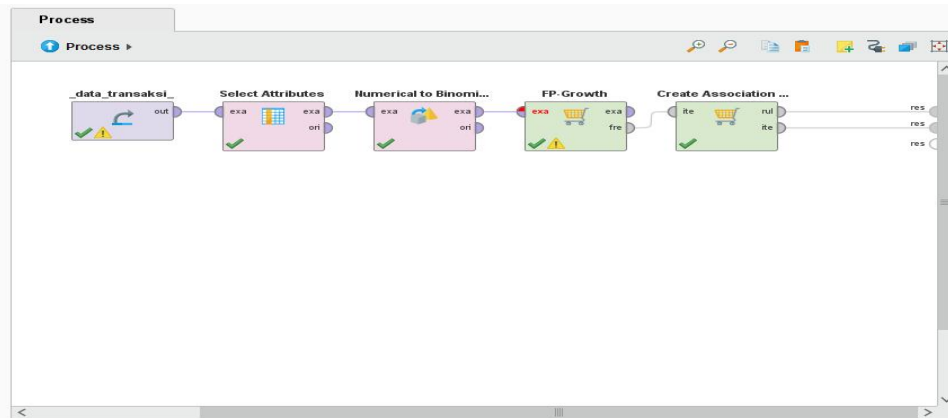 Process
Process
_data_transaksi_ Select Attributes Numerical to Binomi... FP-Growth Create Association ...
out exa exa exa exa exa exa ite rul res
ori ori fre ite res
res